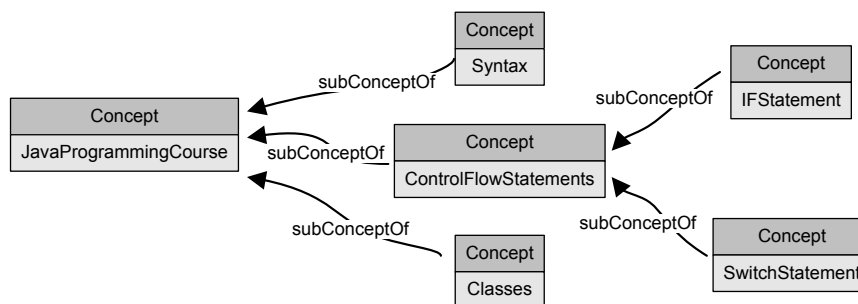 Concept
Syntax
subConceptOf
Concept
JavaProgrammingCourse
subConceptOf
Concept
ControlFlowStatements
subConceptOf
Concept
Classes
subConceptOf
Concept
IFStatement
subConceptOf
Concept
SwitchStatement